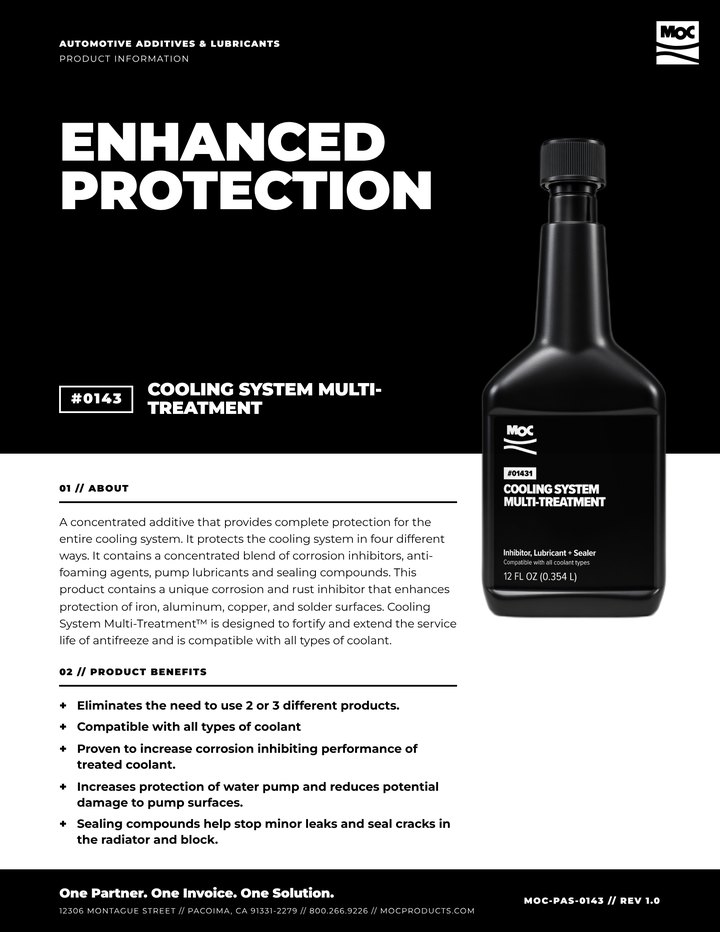 AUTOMOTIVE ADDITIVES & LUBRICANTS
PRODUCT INFORMATION
MOC
ENHANCED
PROTECTION
#0143
COOLING SYSTEM MULTI-
TREATMENT
MOC
#01431
COOLING SYSTEM
MULTI-TREATMENT
Inhibitor, Lubricant + Sealer
Compatible with all coolant types
12 FL OZ (0.354 L)
01 // ABOUT
A concentrated additive that provides complete protection for the
entire cooling system. It protects the cooling system in four different
ways. It contains a concentrated blend of corrosion inhibitors, anti-
foaming agents, pump lubricants and sealing compounds. This
product contains a unique corrosion and rust inhibitor that enhances
protection of iron, aluminum, copper, and solder surfaces. Cooling
System Multi-Treatment™ is designed to fortify and extend the service
life of antifreeze and is compatible with all types of coolant.
02 // PRODUCT BENEFITS
+ Eliminates the need to use 2 or 3 different products.
+ Compatible with all types of coolant
+ Proven to increase corrosion inhibiting performance of
treated coolant.
+ Increases protection of water pump and reduces potential
damage to pump surfaces.
+ Sealing compounds help stop minor leaks and seal cracks in
the radiator and block.
One Partner. One Invoice. One Solution.
12306 MONTAGUE STREET // PACOIMA, CA 91331-2279 // 800.266.9226 // MOCPRODUCTS.COM
MOC-PAS-0143 // REV 1.0